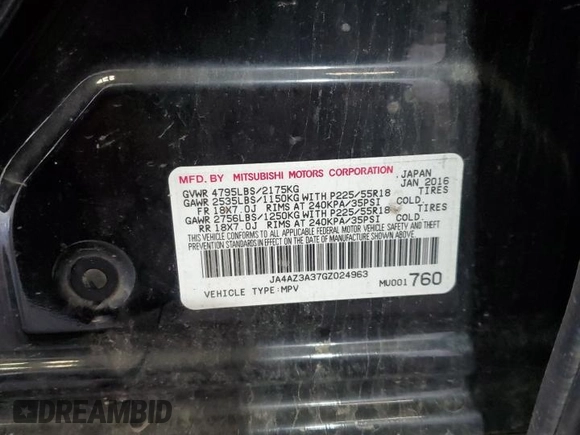 MFD. BY MITSUBISHI MOTORS CORPORATION, JAPAN
GVWR 4795LBS/2175KG JAN 2016
GAWR 2535LBS/1150KG WITH P225/55R18 TIRES
FR 18X7.0J RIMS AT 240KPA/35PSI COLD
GAWR 2756LBS/1250KG WITH P225/55R18 TIRES
RR 18X7.0J RIMS AT 240KPA/35PSI COLD
THIS VEHICLE CONFORMS TO ALL APPLICABLE FEDERAL MOTOR VEHICLE SAFETY AND THEFT PREVENTION STANDARDS IN EFFECT ON THE DATE OF MANUFACTURE SHOWN ABOVE.
JA4AZ3A37GZ024963
VEHICLE TYPE:MPV MU001760
DREAMBID